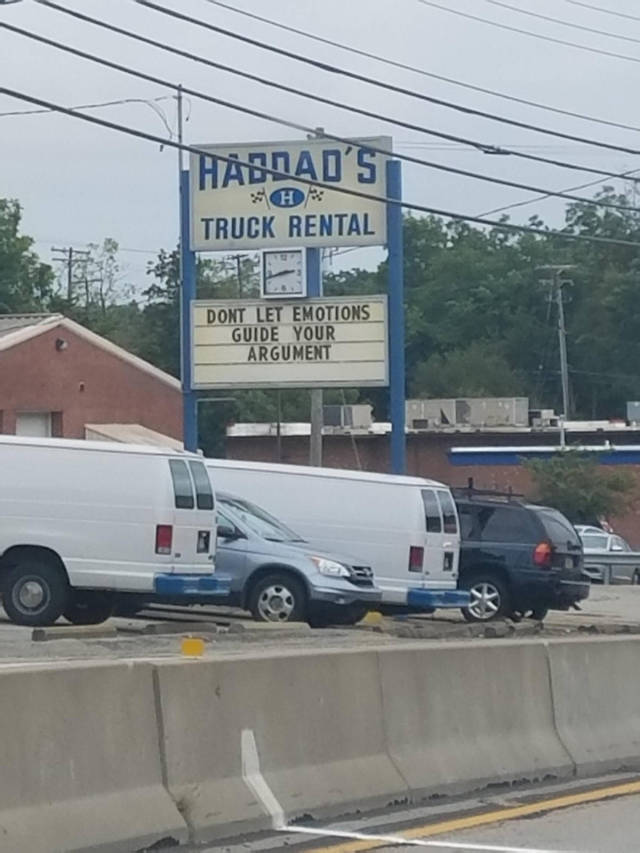 HADDAD'S
H
TRUCK RENTAL
DONT LET EMOTIONS
GUIDE YOUR
ARGUMENT